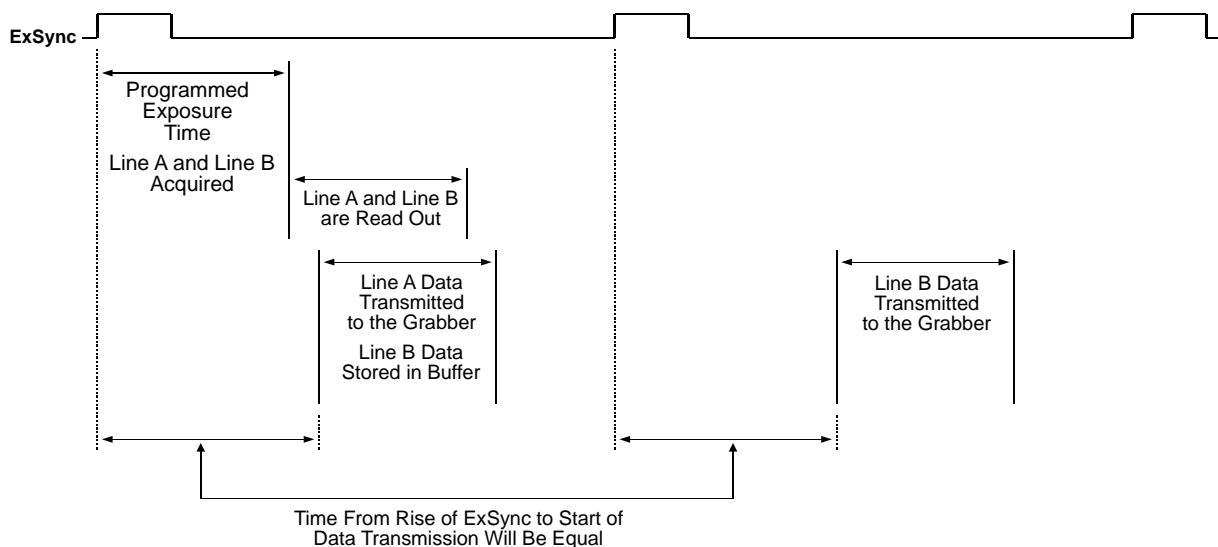 ExSync
Programmed
Exposure
Time
Line A and Line B
Acquired
Line A and Line B
are Read Out
Line A Data
Transmitted
to the Grabber
Line B Data
Stored in Buffer
Line B Data
Transmitted
to the Grabber
Time From Rise of ExSync to Start of
Data Transmission Will Be Equal